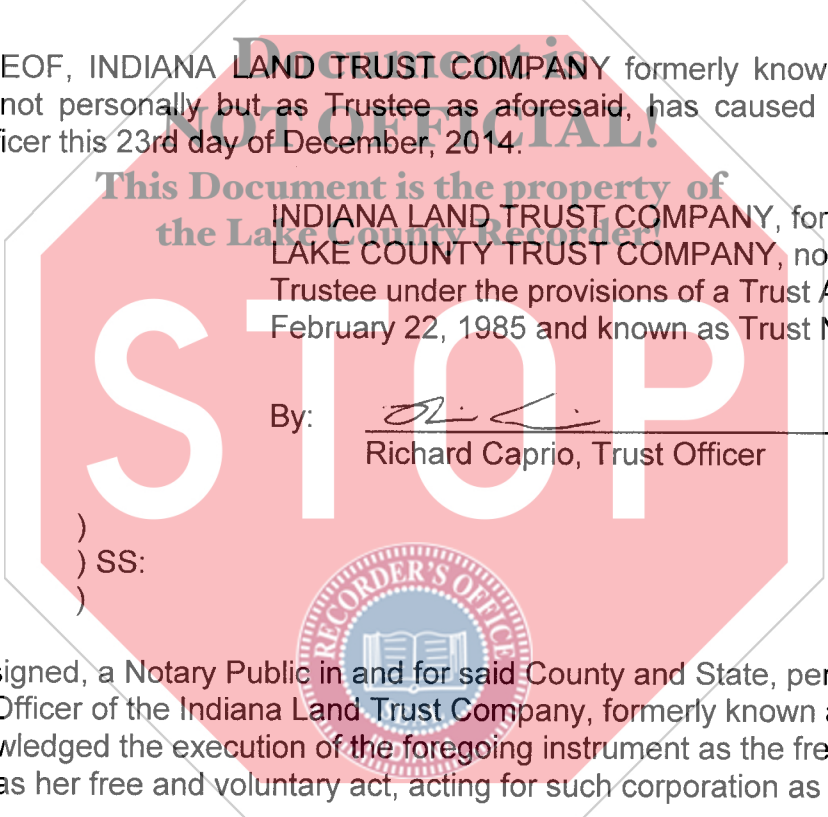 Document is
EOF, INDIANA LAND TRUST COMPANY formerly know
not personally but as Trustee as aforesaid, has caused
NOT OFFICIAL!
icer this 23rd day of December, 2014.
This Document is the property of
the Lake County Recorder!
INDIANA LAND TRUST COMPANY, for
LAKE COUNTY TRUST COMPANY, no
Trustee under the provisions of a Trust A
February 22, 1985 and known as Trust N
STOP
By:
Richard Caprio, Trust Officer
)
) SS:
)
RECORDER'S OFFICE
signed, a Notary Public in and for said County and State, per
Officer of the Indiana Land Trust Company, formerly known a
wledged the execution of the foregoing instrument as the fre
as her free and voluntary act, acting for such corporation as